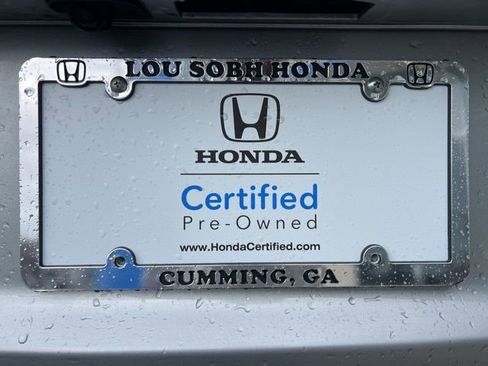 LOU SOBH HONDA
HONDA
Certified
Pre-Owned
www.HondaCertified.com
CUMMING, GA